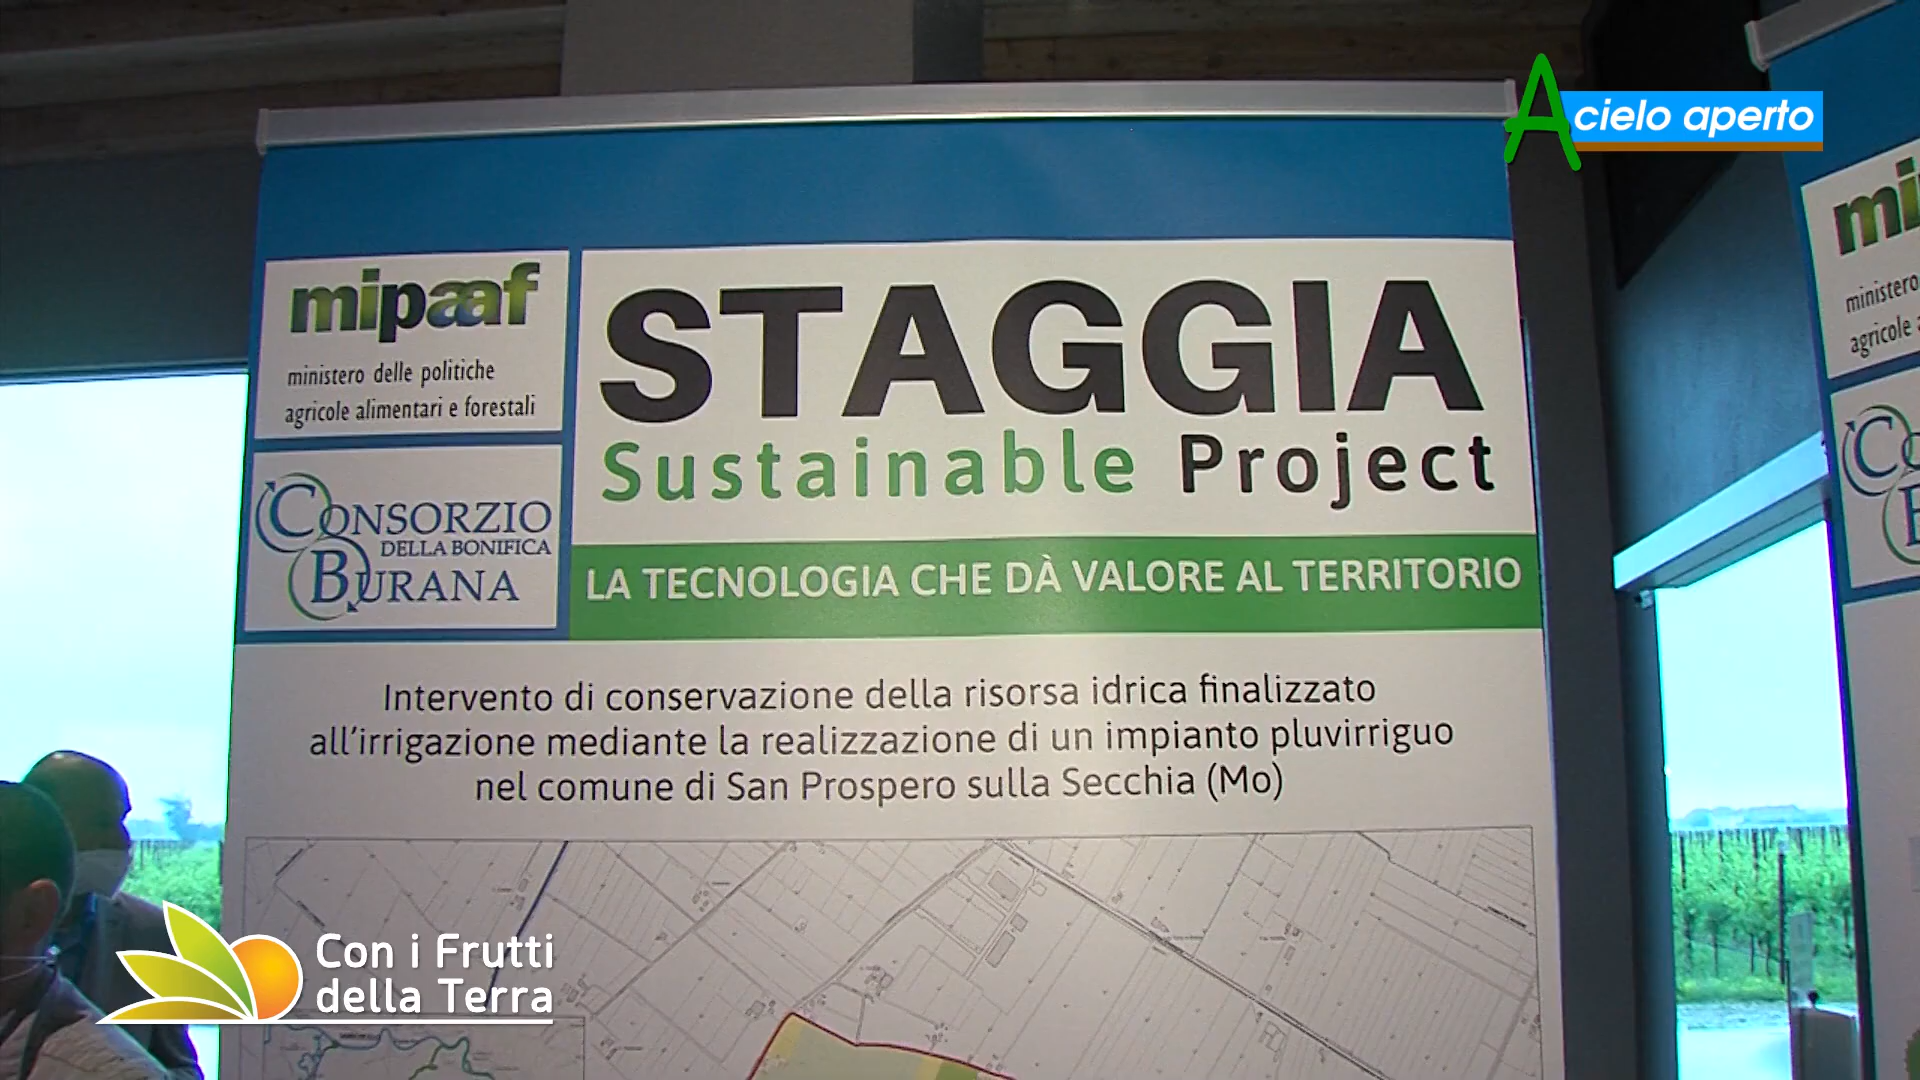 A cielo aperto
mipaaf
ministero delle politiche
agricole alimentari e forestali
CONSORZIO
DELLA BONIFICA
BURANA
STAGGIA
Sustainable Project
LA TECNOLOGIA CHE DÀ VALORE AL TERRITORIO
Intervento di conservazione della risorsa idrica finalizzato
all'irrigazione mediante la realizzazione di un impianto pluvirriguo
nel comune di San Prospero sulla Secchia (Mo)
mi
ministero
agricole
Con i Frutti
della Terra